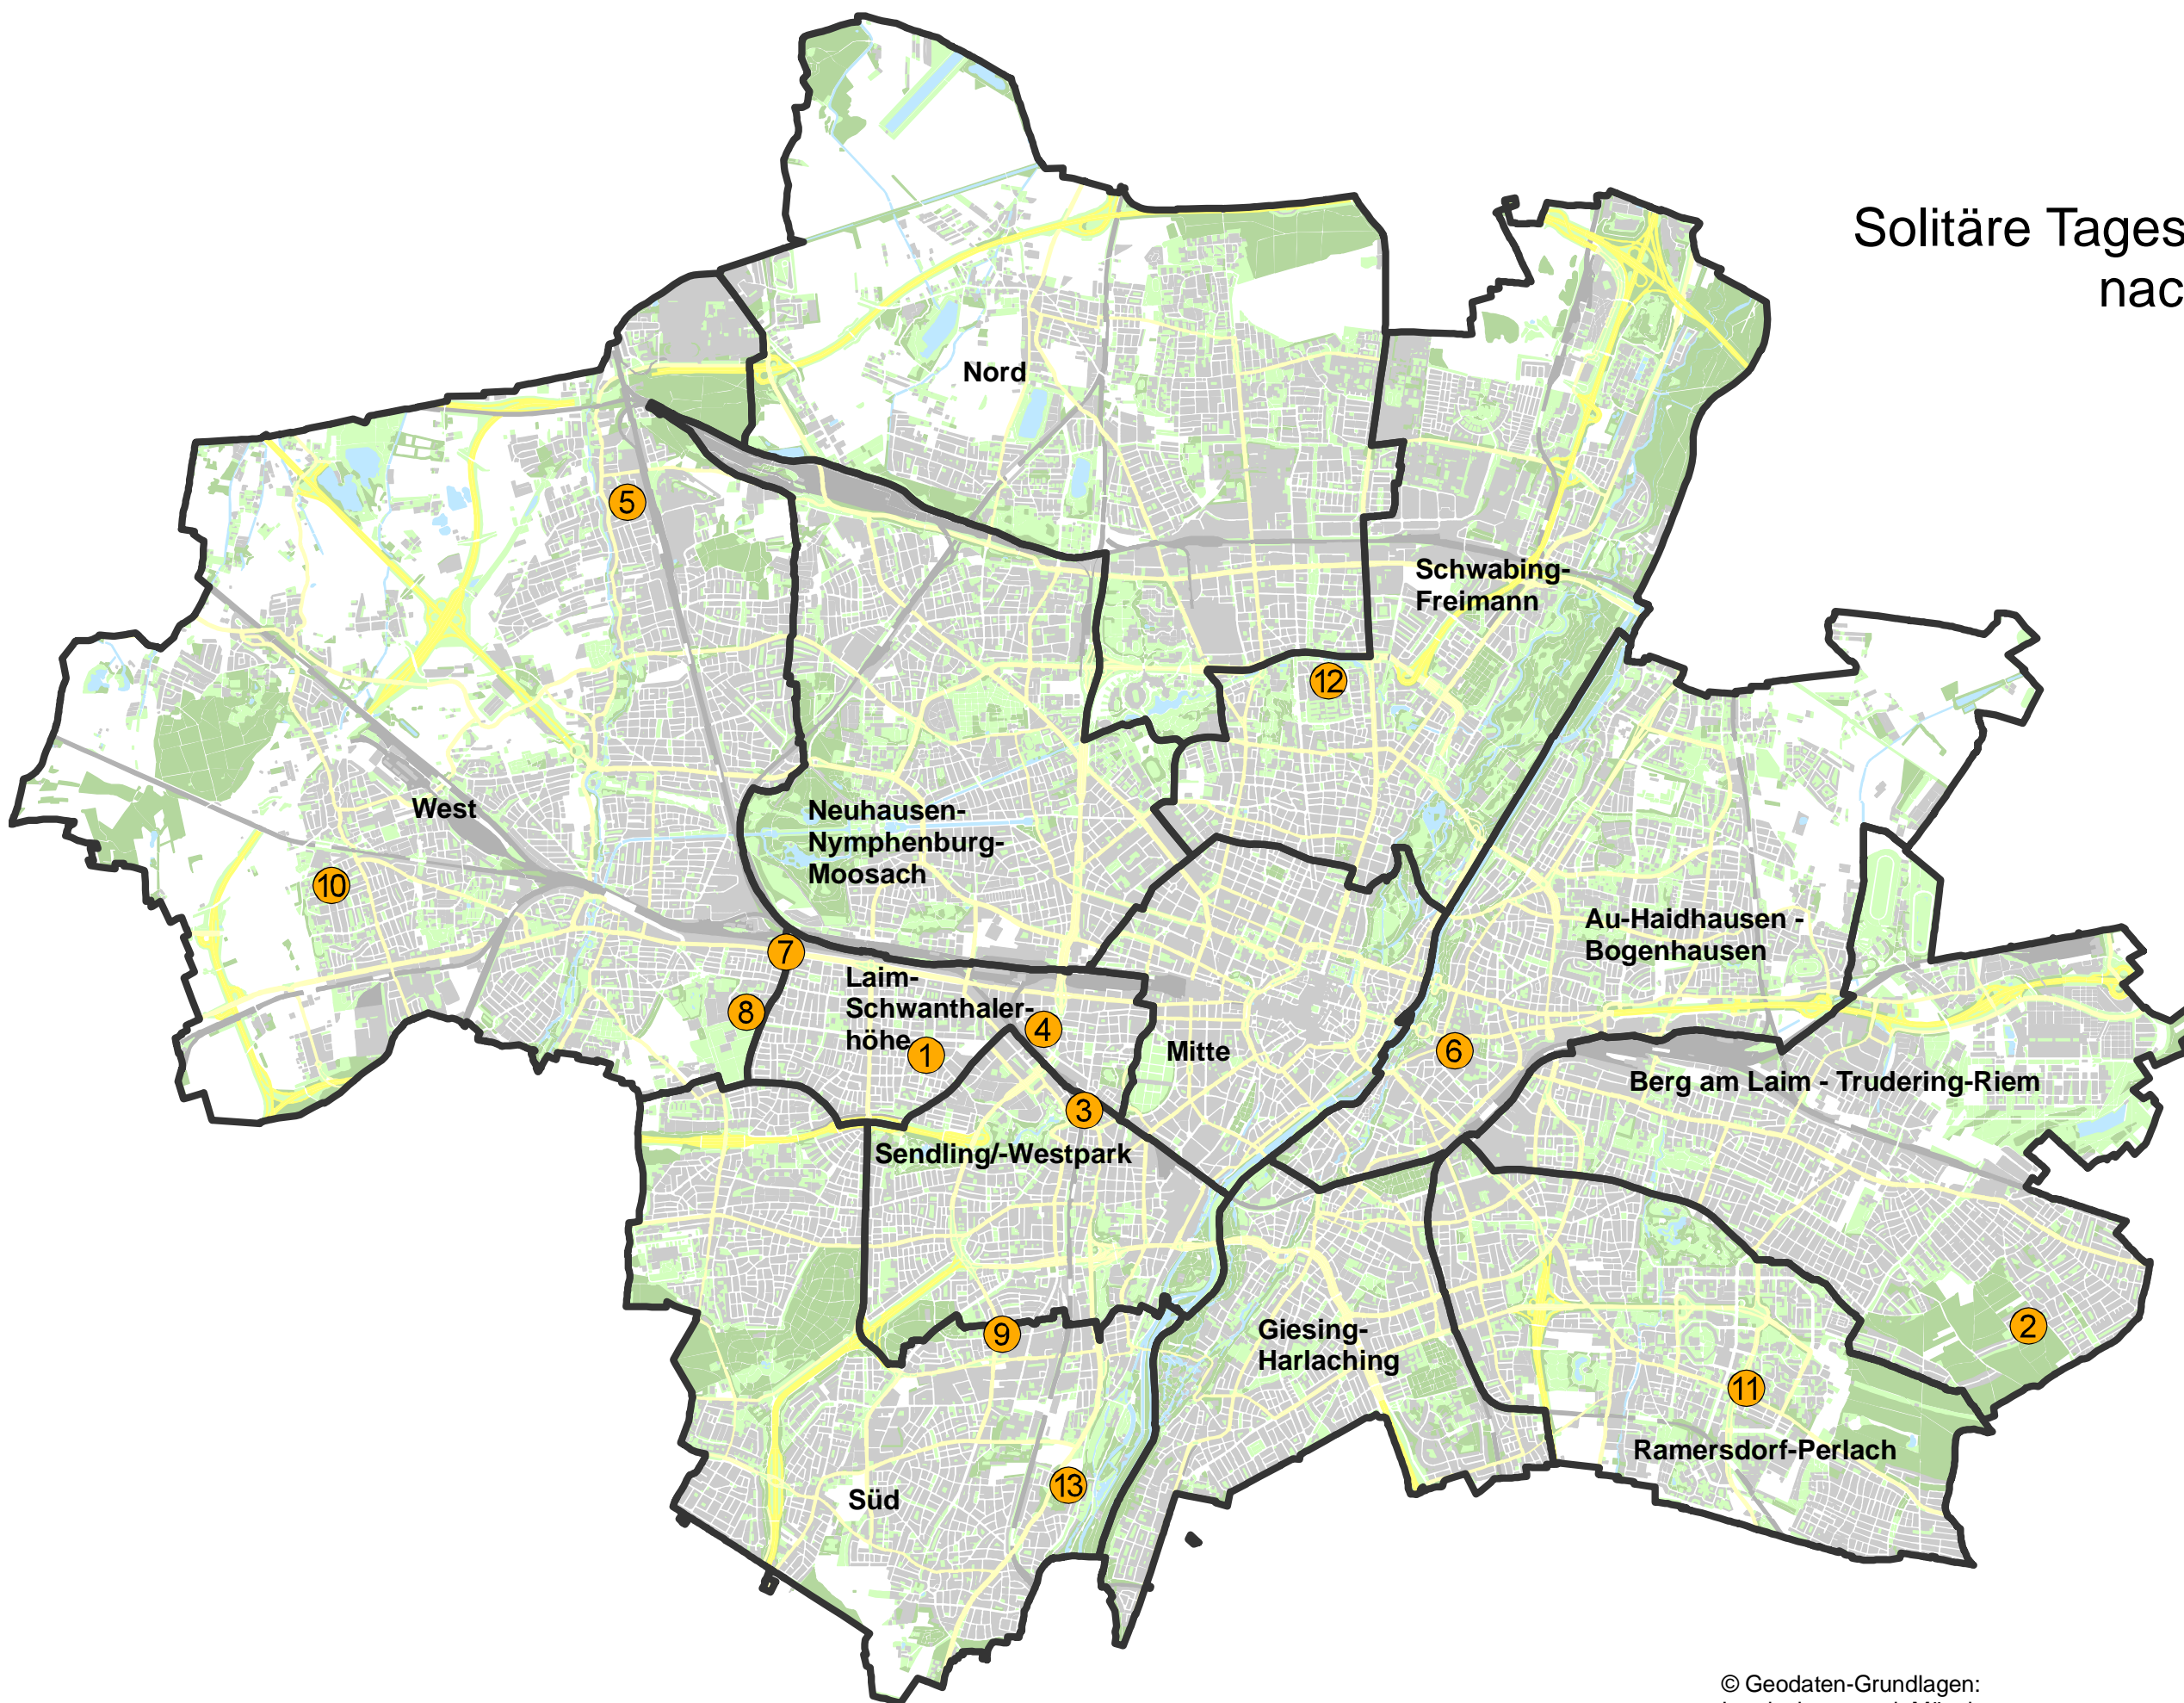 Solitäre Tages
nac
Nord
5
Schwabing-
Freimann
12
West
Neuhausen-
Nymphenburg-
Moosach
10
Au-Haidhausen -
Bogenhausen
7
Laim-
Schwanthaler-
höhe
8
4
1
Mitte
6
Berg am Laim - Trudering-Riem
3
Sendling/-Westpark
9
Giesing-
Harlaching
2
11
Ramersdorf-Perlach
13
Süd
© Geodaten-Grundlagen: